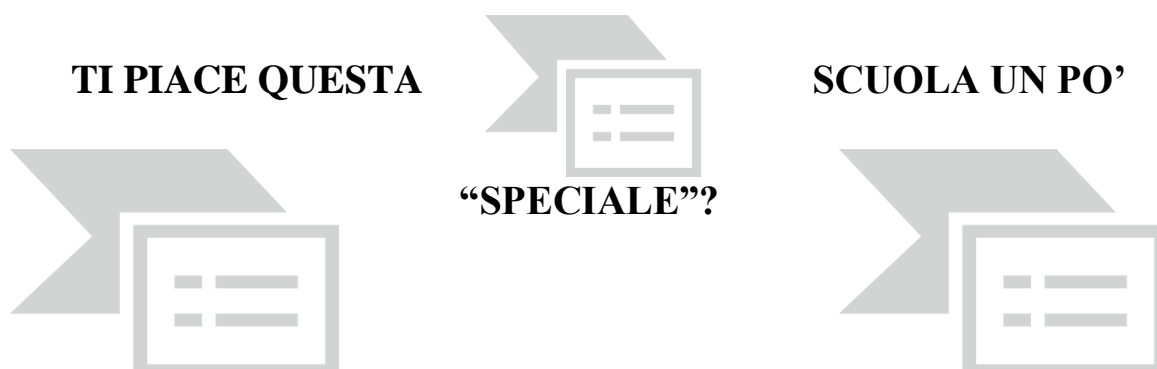 TI PIACE QUESTA SCUOLA UN PO’
“SPECIALE”?